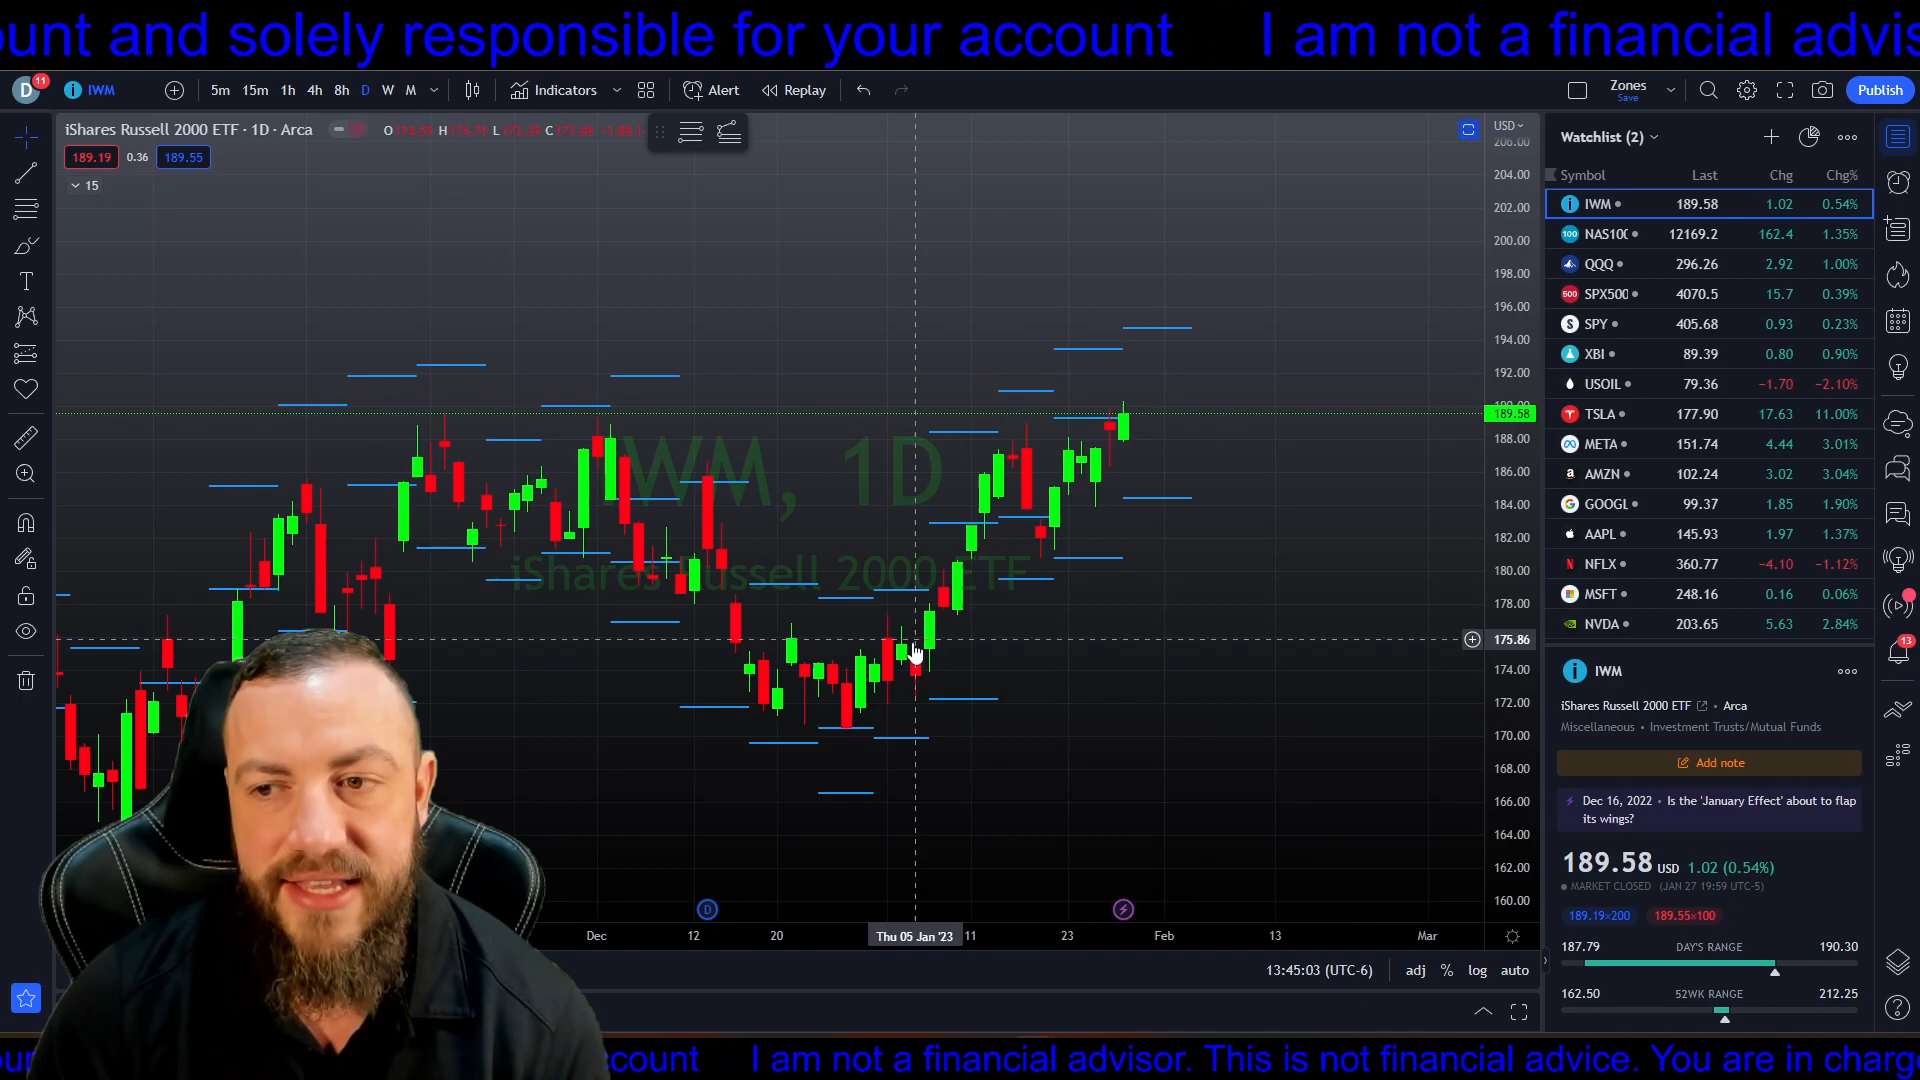 ount and solely responsible for your account I am not a financial advis
D 11 IWM 5m 15m 1h 4h 8h D W M Indicators Alert Replay Zones Save Publish
iShares Russell 2000 ETF · 1D · Arca O H L C
189.19 0.36 189.55
15
USD
206.00
204.00
202.00
200.00
198.00
196.00
194.00
192.00
190.00
189.58
188.00
186.00
184.00
182.00
180.00
178.00
175.86
174.00
172.00
170.00
168.00
166.00
164.00
162.00
160.00
IWM, 1D
iShares Russell 2000 ETF
D
Dec 12 20 Thu 05 Jan '23 11 23 Feb 13 Mar
13:45:03 (UTC-6) adj % log auto
Watchlist (2)
Symbol Last Chg Chg%
IWM 189.58 1.02 0.54%
100 NAS100 12169.2 162.4 1.35%
QQQ 296.26 2.92 1.00%
500 SPX500 4070.5 15.7 0.39%
SPY 405.68 0.93 0.23%
XBI 89.39 0.80 0.90%
USOIL 79.36 −1.70 −2.10%
TSLA 177.90 17.63 11.00%
META 151.74 4.44 3.01%
AMZN 102.24 3.02 3.04%
GOOGL 99.37 1.85 1.90%
AAPL 145.93 1.97 1.37%
NFLX 360.77 −4.10 −1.12%
MSFT 248.16 0.16 0.06%
NVDA 203.65 5.63 2.84%
13
IWM
iShares Russell 2000 ETF • Arca
Miscellaneous • Investment Trusts/Mutual Funds
Add note
Dec 16, 2022 • Is the 'January Effect' about to flap
its wings?
189.58 USD 1.02 (0.54%)
MARKET CLOSED (JAN 27 19:59 UTC-5)
189.19×200 189.55×100
187.79 DAY'S RANGE 190.30
162.50 52WK RANGE 212.25
our ccount I am not a financial advisor. This is not financial advice. You are in charge